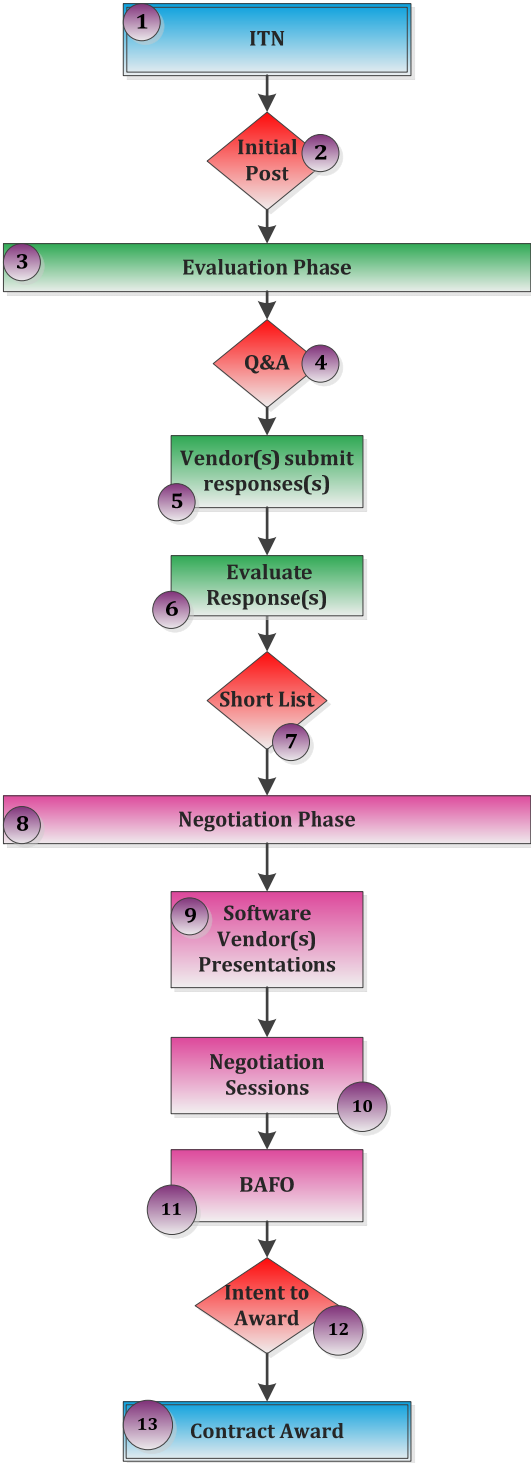 1
ITN
Initial
Post
2
3
Evaluation Phase
Q&A
4
Vendor(s) submit
responses(s)
5
Evaluate
Response(s)
6
Short List
7
Negotiation Phase
8
9
Software
Vendor(s)
Presentations
Negotiation
Sessions
10
BAFO
11
Intent to
Award
12
13
Contract Award